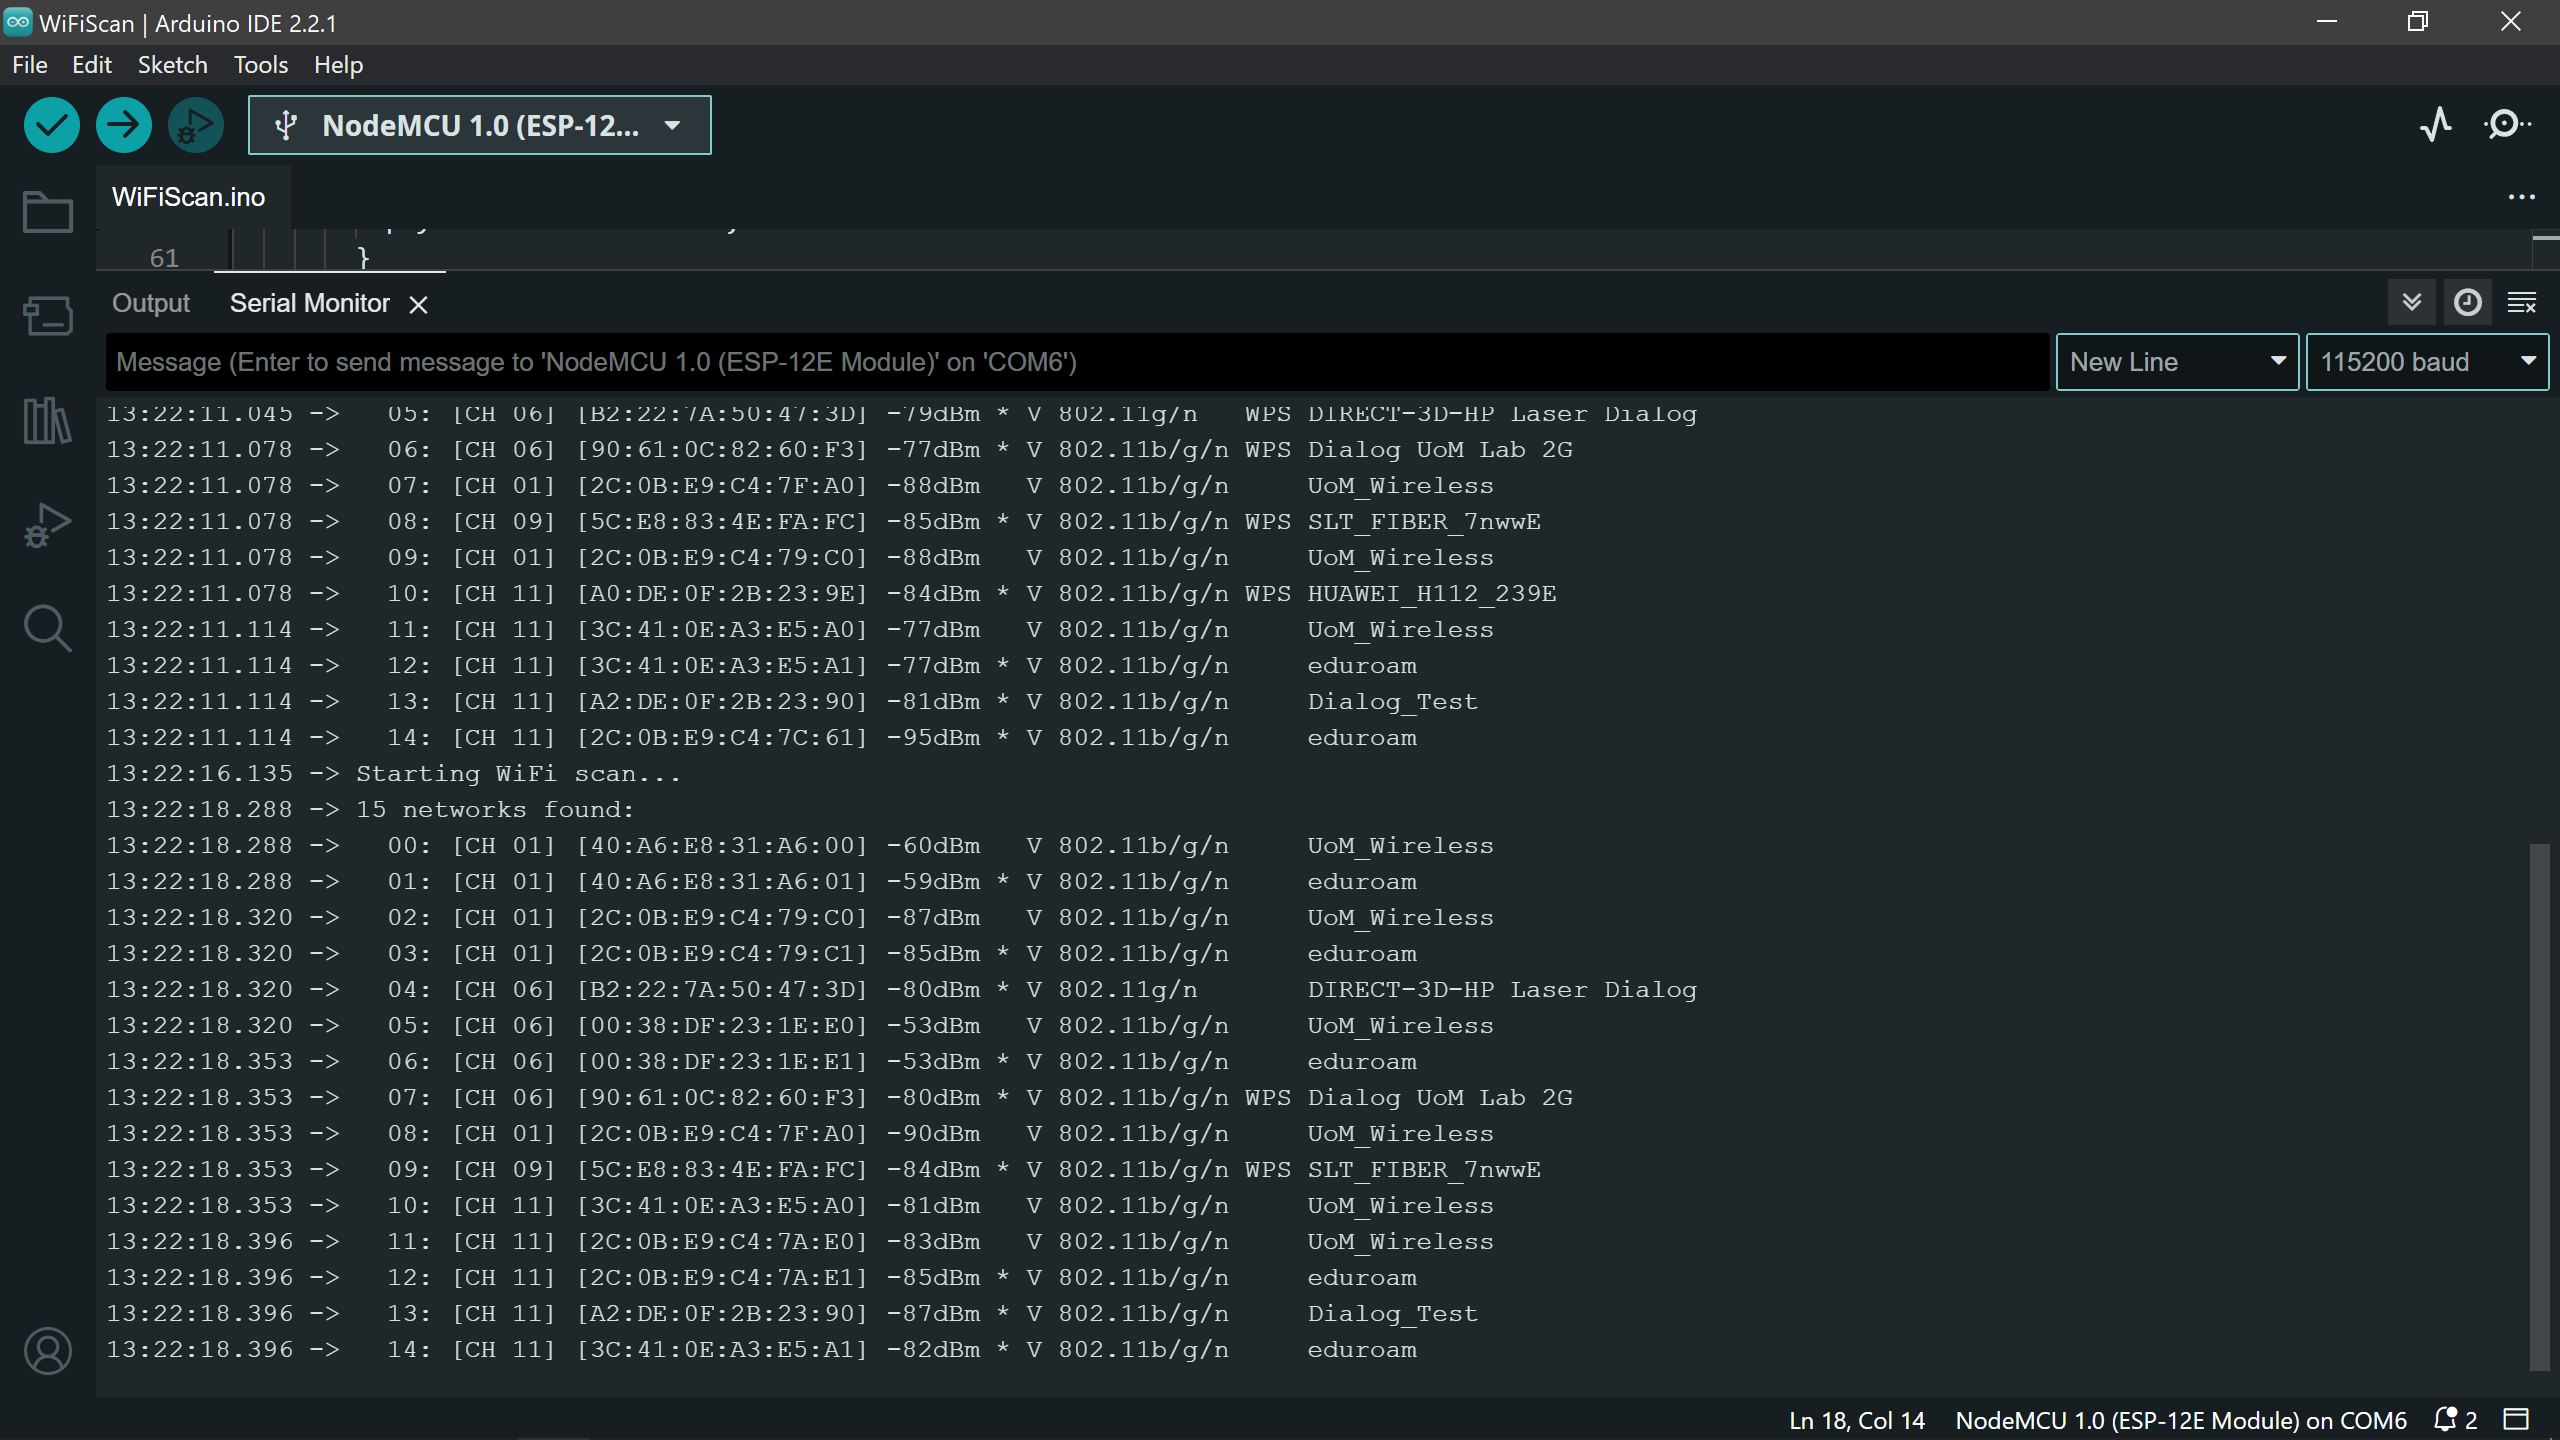 WiFiScan | Arduino IDE 2.2.1
File Edit Sketch Tools Help
NodeMCU 1.0 (ESP-12...
WiFiScan.ino
61 }
Output Serial Monitor
Message (Enter to send message to 'NodeMCU 1.0 (ESP-12E Module)' on 'COM6') New Line 115200 baud
13:22:11.045 -> 05: [CH 06] [B2:22:7A:50:47:3D] -79dBm * V 802.11g/n WPS DIRECT-3D-HP Laser Dialog
13:22:11.078 -> 06: [CH 06] [90:61:0C:82:60:F3] -77dBm * V 802.11b/g/n WPS Dialog UoM Lab 2G
13:22:11.078 -> 07: [CH 01] [2C:0B:E9:C4:7F:A0] -88dBm V 802.11b/g/n UoM_Wireless
13:22:11.078 -> 08: [CH 09] [5C:E8:83:4E:FA:FC] -85dBm * V 802.11b/g/n WPS SLT_FIBER_7nwwE
13:22:11.078 -> 09: [CH 01] [2C:0B:E9:C4:79:C0] -88dBm V 802.11b/g/n UoM_Wireless
13:22:11.078 -> 10: [CH 11] [A0:DE:0F:2B:23:9E] -84dBm * V 802.11b/g/n WPS HUAWEI_H112_239E
13:22:11.114 -> 11: [CH 11] [3C:41:0E:A3:E5:A0] -77dBm V 802.11b/g/n UoM_Wireless
13:22:11.114 -> 12: [CH 11] [3C:41:0E:A3:E5:A1] -77dBm * V 802.11b/g/n eduroam
13:22:11.114 -> 13: [CH 11] [A2:DE:0F:2B:23:90] -81dBm * V 802.11b/g/n Dialog_Test
13:22:11.114 -> 14: [CH 11] [2C:0B:E9:C4:7C:61] -95dBm * V 802.11b/g/n eduroam
13:22:16.135 -> Starting WiFi scan...
13:22:18.288 -> 15 networks found:
13:22:18.288 -> 00: [CH 01] [40:A6:E8:31:A6:00] -60dBm V 802.11b/g/n UoM_Wireless
13:22:18.288 -> 01: [CH 01] [40:A6:E8:31:A6:01] -59dBm * V 802.11b/g/n eduroam
13:22:18.320 -> 02: [CH 01] [2C:0B:E9:C4:79:C0] -87dBm V 802.11b/g/n UoM_Wireless
13:22:18.320 -> 03: [CH 01] [2C:0B:E9:C4:79:C1] -85dBm * V 802.11b/g/n eduroam
13:22:18.320 -> 04: [CH 06] [B2:22:7A:50:47:3D] -80dBm * V 802.11g/n DIRECT-3D-HP Laser Dialog
13:22:18.320 -> 05: [CH 06] [00:38:DF:23:1E:E0] -53dBm V 802.11b/g/n UoM_Wireless
13:22:18.353 -> 06: [CH 06] [00:38:DF:23:1E:E1] -53dBm * V 802.11b/g/n eduroam
13:22:18.353 -> 07: [CH 06] [90:61:0C:82:60:F3] -80dBm * V 802.11b/g/n WPS Dialog UoM Lab 2G
13:22:18.353 -> 08: [CH 01] [2C:0B:E9:C4:7F:A0] -90dBm V 802.11b/g/n UoM_Wireless
13:22:18.353 -> 09: [CH 09] [5C:E8:83:4E:FA:FC] -84dBm * V 802.11b/g/n WPS SLT_FIBER_7nwwE
13:22:18.353 -> 10: [CH 11] [3C:41:0E:A3:E5:A0] -81dBm V 802.11b/g/n UoM_Wireless
13:22:18.396 -> 11: [CH 11] [2C:0B:E9:C4:7A:E0] -83dBm V 802.11b/g/n UoM_Wireless
13:22:18.396 -> 12: [CH 11] [2C:0B:E9:C4:7A:E1] -85dBm * V 802.11b/g/n eduroam
13:22:18.396 -> 13: [CH 11] [A2:DE:0F:2B:23:90] -87dBm * V 802.11b/g/n Dialog_Test
13:22:18.396 -> 14: [CH 11] [3C:41:0E:A3:E5:A1] -82dBm * V 802.11b/g/n eduroam
Ln 18, Col 14 NodeMCU 1.0 (ESP-12E Module) on COM6 2